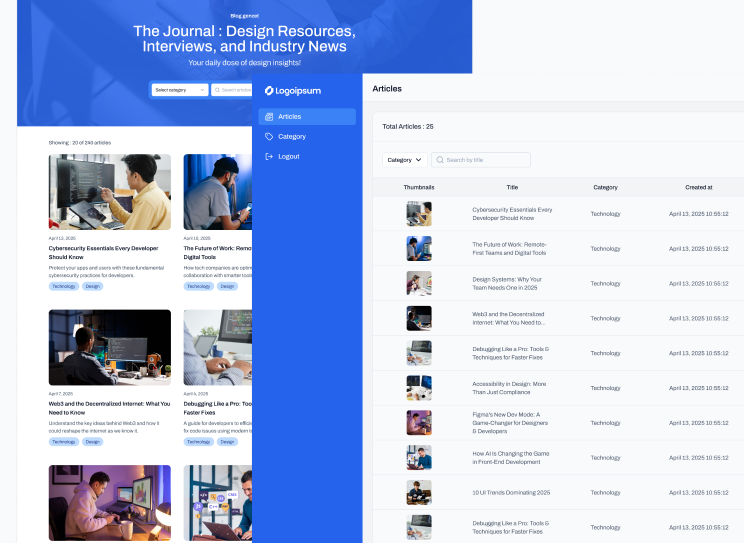 Blog genzet
The Journal : Design Resources,
Interviews, and Industry News
Your daily dose of design insights!
Select category
Search articles
Showing : 20 of 240 articles
April 13, 2025
Cybersecurity Essentials Every Developer
Should Know
Protect your apps and users with these fundamental
cybersecurity practices for developers.
Technology
Design
April 10, 2025
The Future of Work: Remo
Digital Tools
How tech companies are optim
collaboration with smarter tools
Technology
Design
April 7, 2025
Web3 and the Decentralized Internet: What You
Need to Know
Understand the key ideas behind Web3 and how it
could reshape the internet as we know it.
Technology
Design
April 4, 2025
Debugging Like a Pro: Too
Faster Fixes
A guide for developers to effici
for code issues using modern t
Technology
Design
Logoipsum
Articles
Category
Logout
Articles
Total Articles : 25
Category
Search by title
Thumbnails
Title
Category
Created at
Cybersecurity Essentials Every
Developer Should Know
Technology
April 13, 2025 10:55:12
The Future of Work: Remote-
First Teams and Digital Tools
Technology
April 13, 2025 10:55:12
Design Systems: Why Your
Team Needs One in 2025
Technology
April 13, 2025 10:55:12
Web3 and the Decentralized
Internet: What You Need to...
Technology
April 13, 2025 10:55:12
Debugging Like a Pro: Tools &
Techniques for Faster Fixes
Technology
April 13, 2025 10:55:12
Accessibility in Design: More
Than Just Compliance
Technology
April 13, 2025 10:55:12
Figma's New Dev Mode: A
Game-Changer for Designers
& Developers
Technology
April 13, 2025 10:55:12
How AI Is Changing the Game
in Front-End Development
Technology
April 13, 2025 10:55:12
10 UI Trends Dominating 2025
Technology
April 13, 2025 10:55:12
Debugging Like a Pro: Tools &
Techniques for Faster Fixes
Technology
April 13, 2025 10:55:12